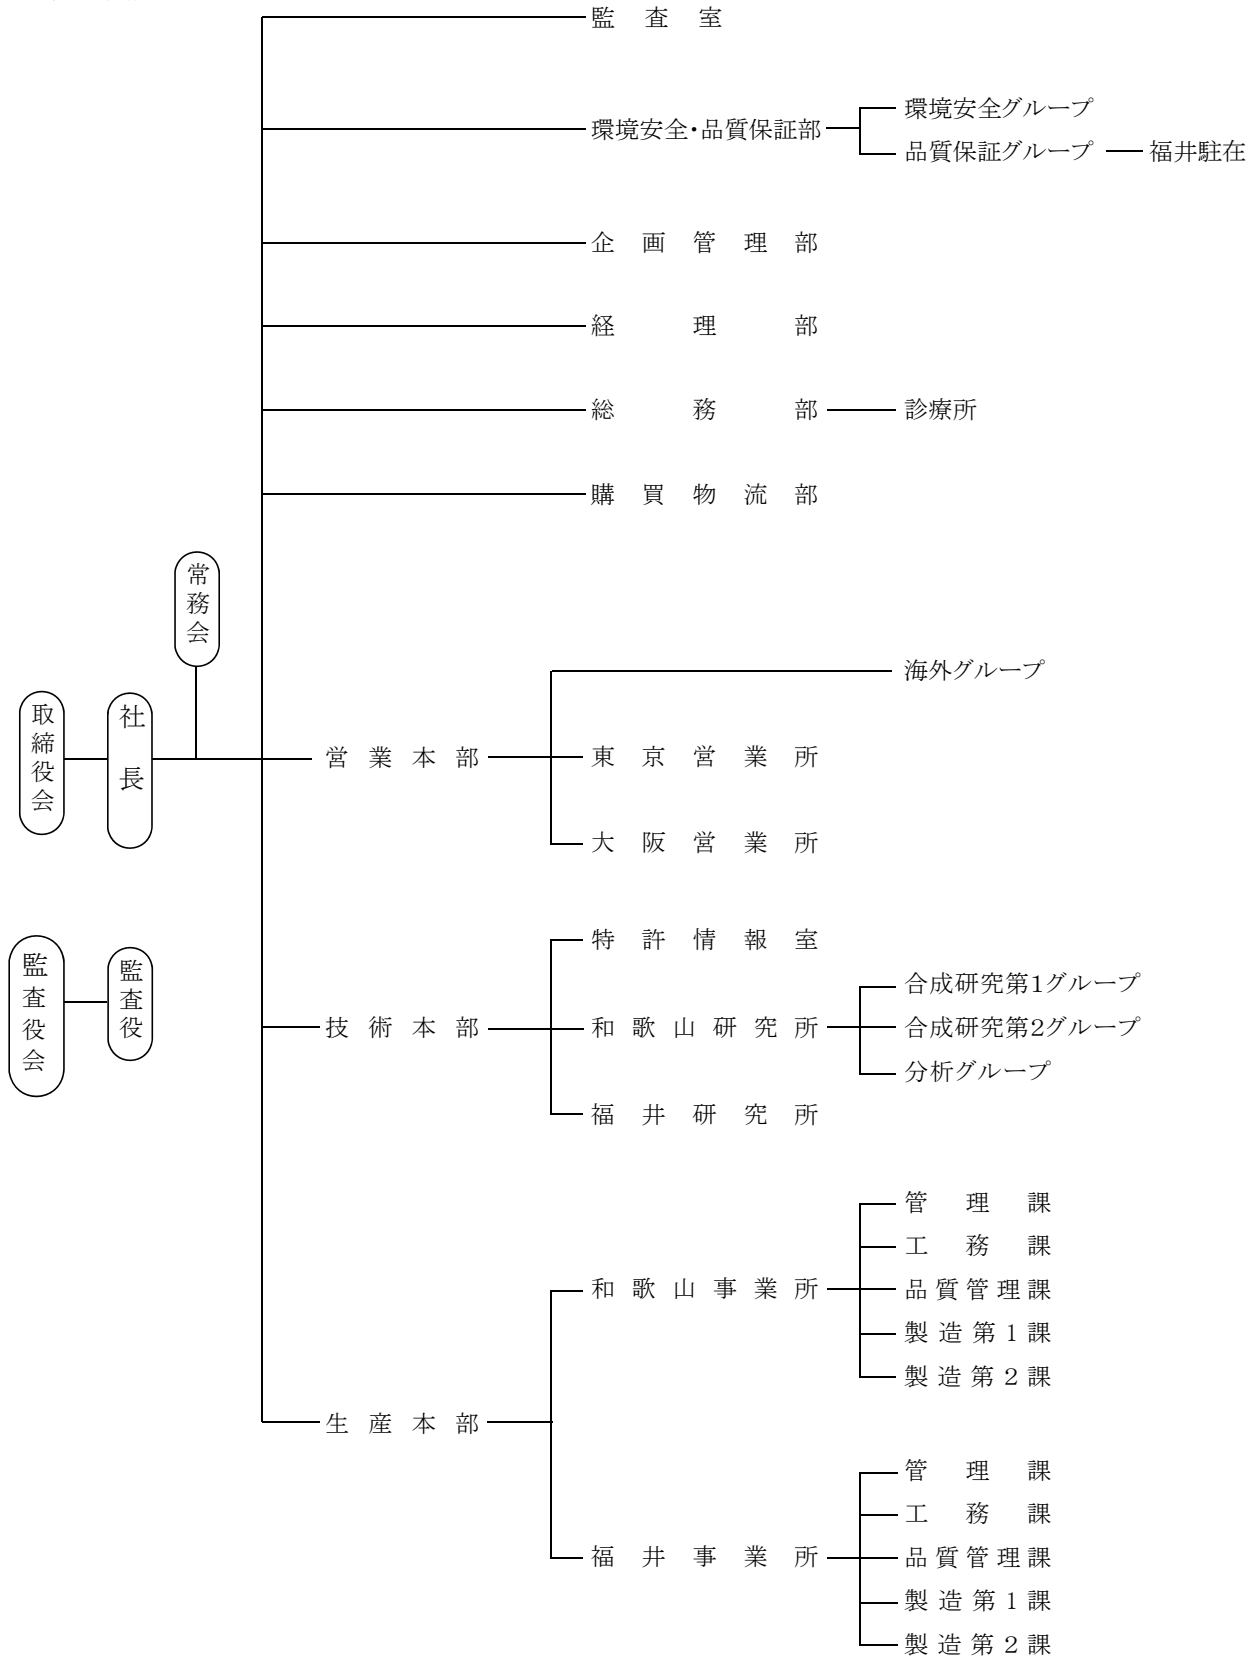 監査室
環境安全・品質保証部
環境安全グループ
品質保証グループ
福井駐在
企画管理部
経理部
総務部
診療所
購買物流部
常務会
取締役会
社長
営業本部
海外グループ
東京営業所
大阪営業所
監査役会
監査役
技術本部
特許情報室
和歌山研究所
合成研究第1グループ
合成研究第2グループ
分析グループ
福井研究所
生産本部
和歌山事業所
管理課
工務課
品質管理課
製造第1課
製造第2課
福井事業所
管理課
工務課
品質管理課
製造第1課
製造第2課